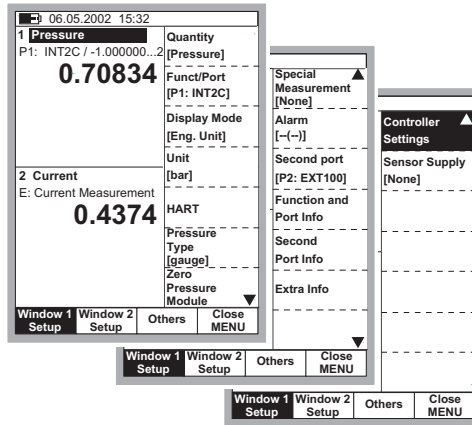 06.05.2002 15:32
1 Pressure
P1: INT2C / -1.000000...2
0.70834
2 Current
E: Current Measurement
0.4374
Quantity
[Pressure]
Funct/Port
[P1: INT2C]
Display Mode
[Eng. Unit]
Unit
[bar]
HART
Pressure
Type
[gauge]
Zero
Pressure
Module
Window 1 Setup
Window 2 Setup
Others
Close MENU
Special
Measurement
[None]
Alarm
[--(--)]
Second port
[P2: EXT100]
Function and
Port Info
Second
Port Info
Extra Info
Window 1 Setup
Window 2 Setup
Others
Close MENU
Controller
Settings
Sensor Supply
[None]
Window 1 Setup
Window 2 Setup
Others
Close MENU